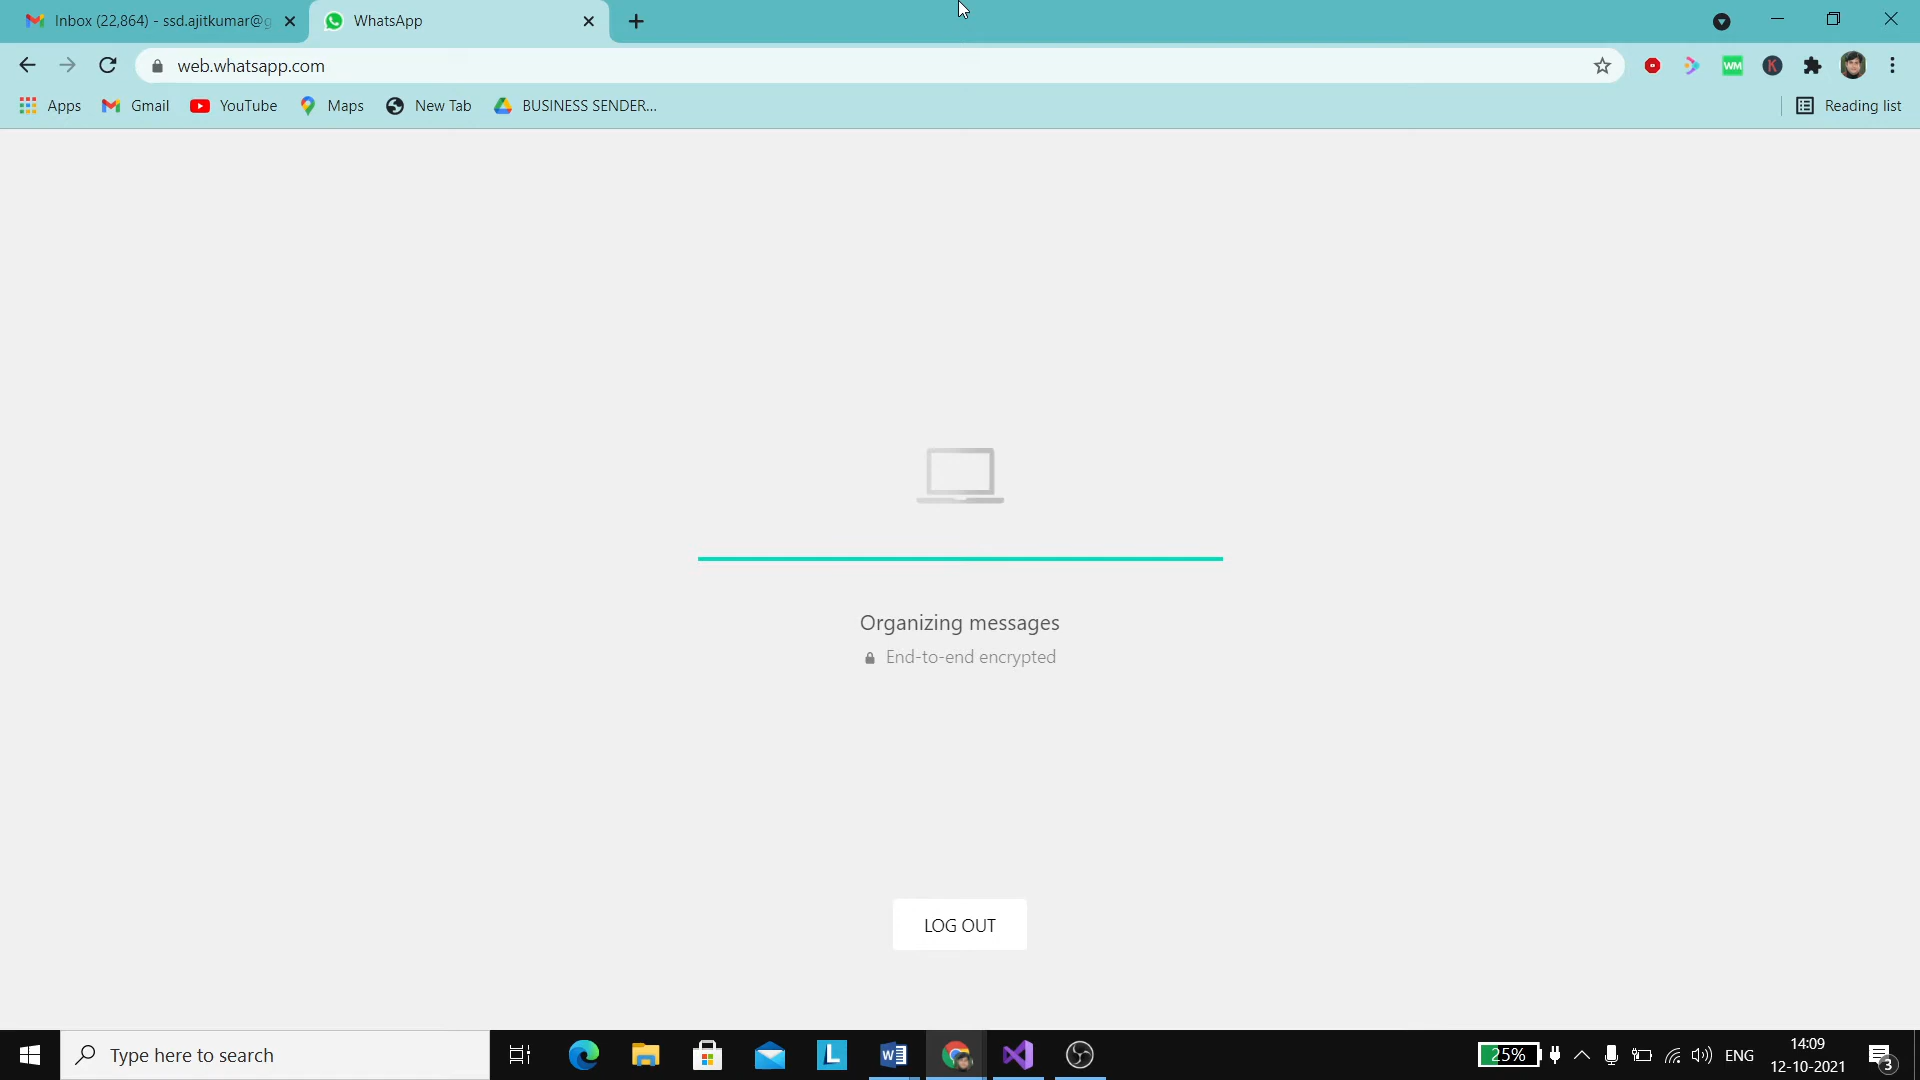 Inbox (22,864) - ssd.ajitkumar@g
WhatsApp
web.whatsapp.com
WM
K
Apps
Gmail
YouTube
Maps
New Tab
BUSINESS SENDER...
Reading list
Organizing messages
End-to-end encrypted
LOG OUT
Type here to search
L
W
25%
ENG
14:09
12-10-2021
3